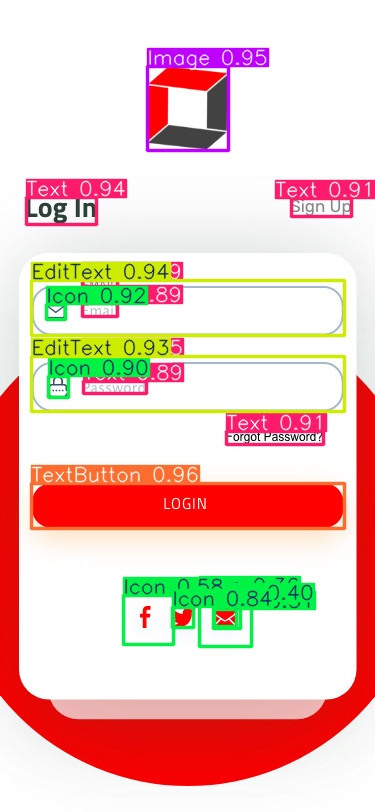 Image 0.95
Text 0.94
Text 0.91
Log In
Sign Up
EditText 0.94
Icon 0.92
.89
Email
EditText 0.93
Icon 0.90
.89
Password
Text 0.91
Forgot Password?
TextButton 0.96
LOGIN
Icon 0.58
Icon 0.84
0.40